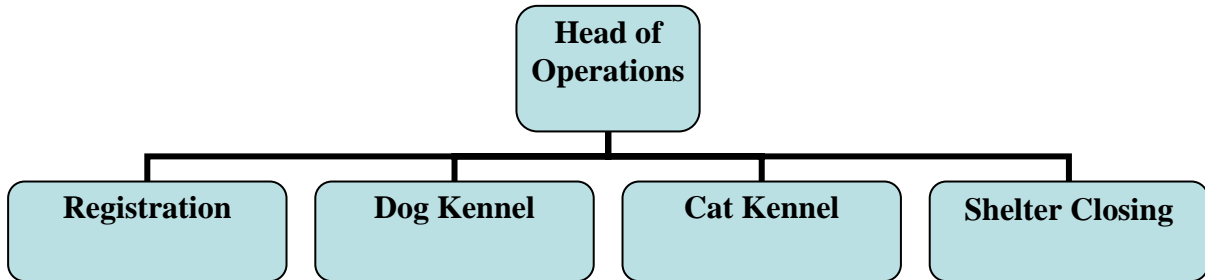 Head of
Operations
Registration
Dog Kennel
Cat Kennel
Shelter Closing